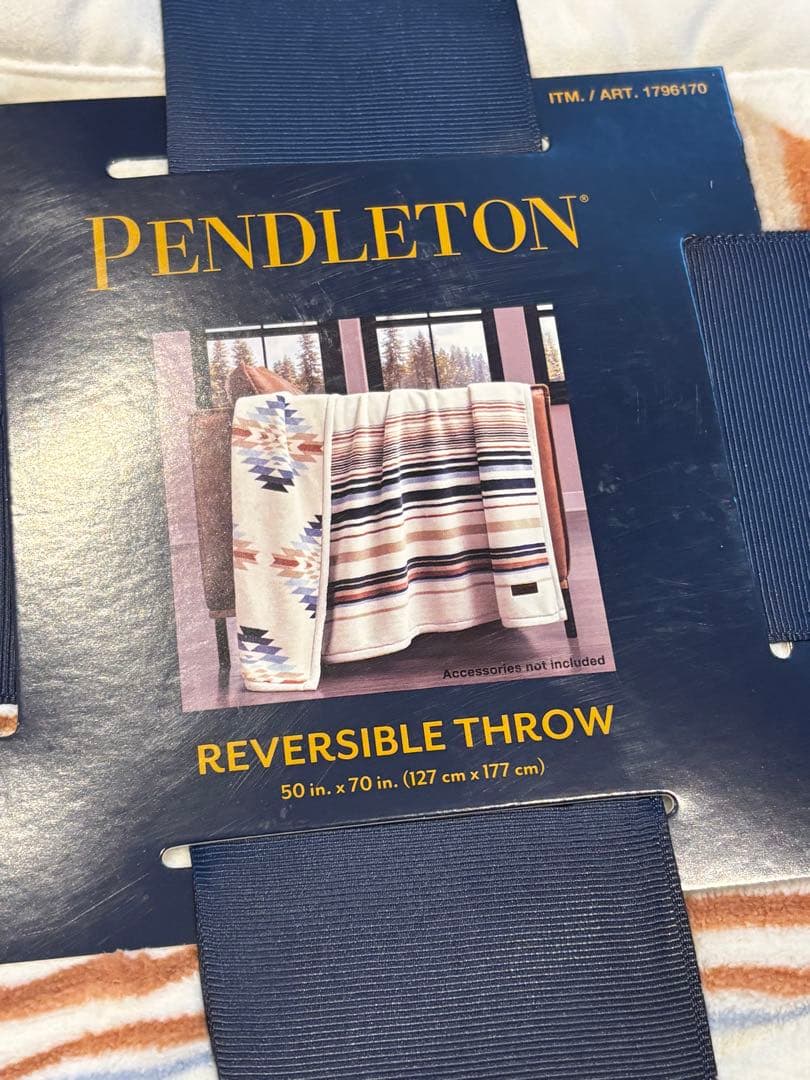 ITM. / ART. 1796170
PENDLETON®
Accessories not included
REVERSIBLE THROW
50 in. x 70 in. (127 cm x 177 cm)